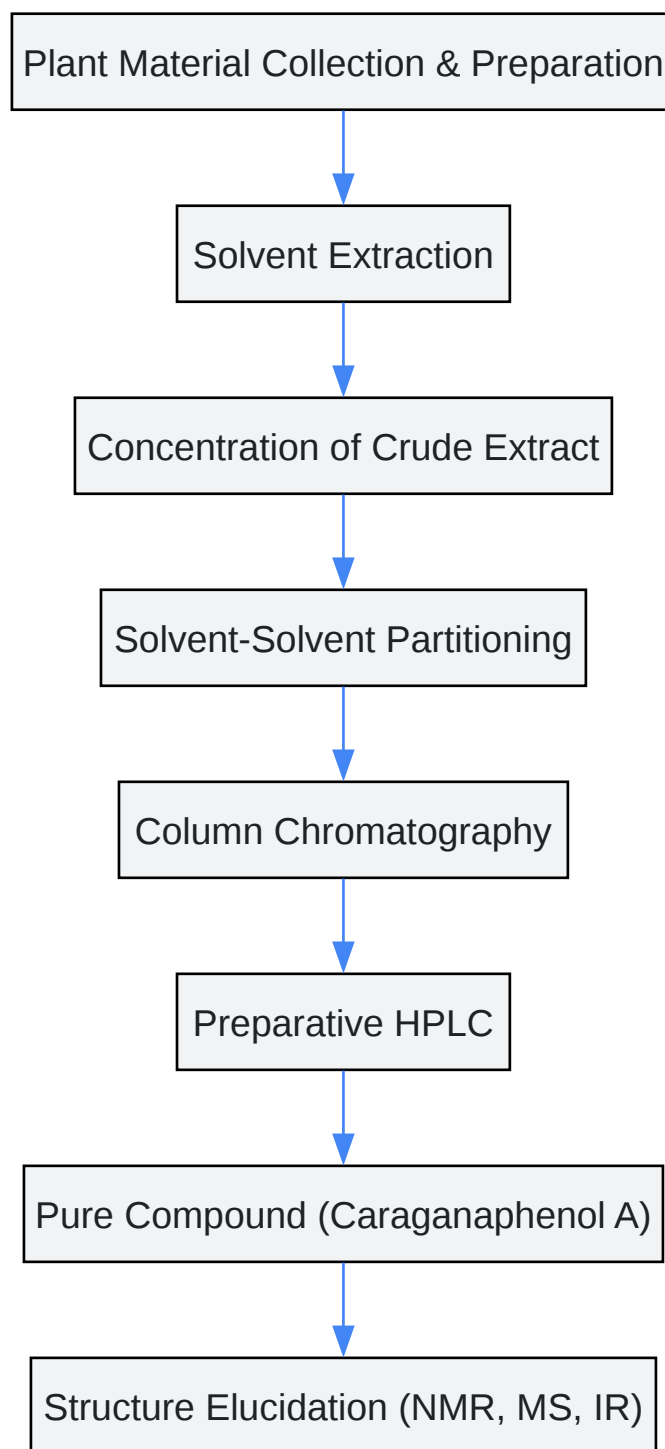 Plant Material Collection & Preparation
Solvent Extraction
Concentration of Crude Extract
Solvent-Solvent Partitioning
Column Chromatography
Preparative HPLC
Pure Compound (Caraganaphenol A)
Structure Elucidation (NMR, MS, IR)